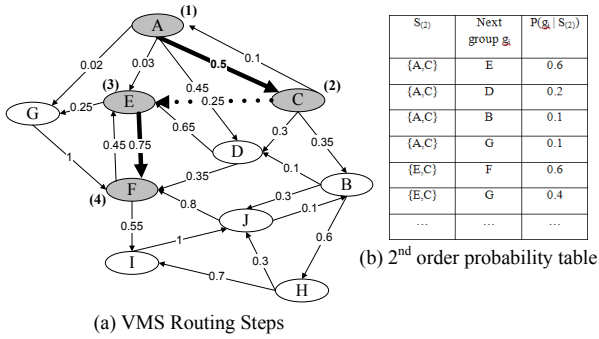 (1)
A
0.02
0.03
0.5
0.1
0.45
(3)
(2)
E
0.25
C
G
0.25
0.65
0.3
1
0.45
0.75
D
0.35
0.1
0.35
(4)
F
B
0.3
0.8
0.1
J
0.55
0.6
1
I
0.3
0.7
H
(a) VMS Routing Steps
S(2) Next group gi P(gi | S(2))
{A,C} E 0.6
{A,C} D 0.2
{A,C} B 0.1
{A,C} G 0.1
{E,C} F 0.6
{E,C} G 0.4
… … …
(b) 2nd order probability table